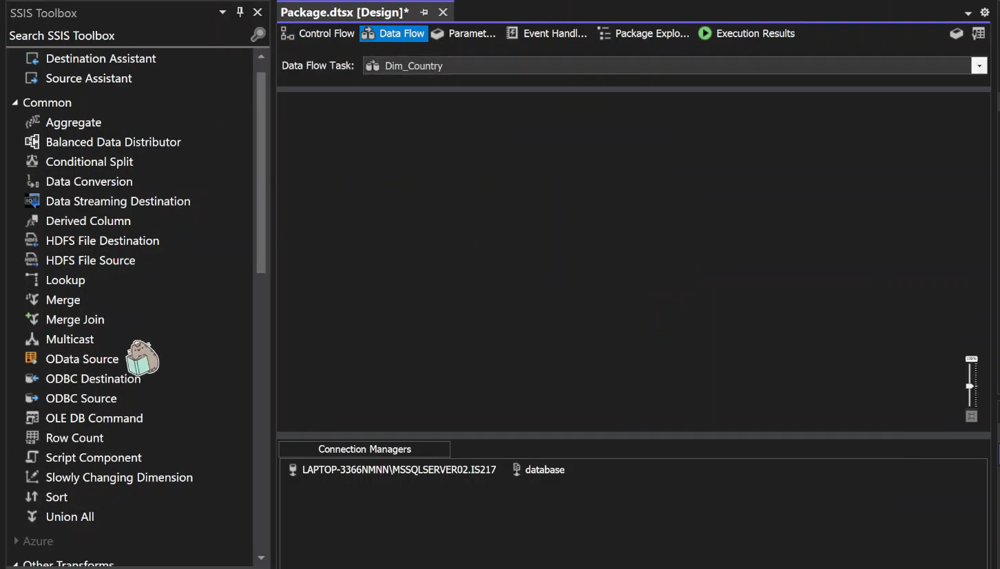 SSIS Toolbox
Search SSIS Toolbox
Destination Assistant
Source Assistant
Common
Aggregate
Balanced Data Distributor
Conditional Split
Data Conversion
Data Streaming Destination
Derived Column
HDFS File Destination
HDFS File Source
Lookup
Merge
Merge Join
Multicast
OData Source
ODBC Destination
ODBC Source
OLE DB Command
Row Count
Script Component
Slowly Changing Dimension
Sort
Union All
Azure
Other Transforms
Package.dtsx [Design]*
Control Flow Data Flow Paramet... Event Handl... Package Explo... Execution Results
Data Flow Task: Dim_Country
100%
Connection Managers
LAPTOP-3366NMNN\MSSQLSERVER02.IS217 database